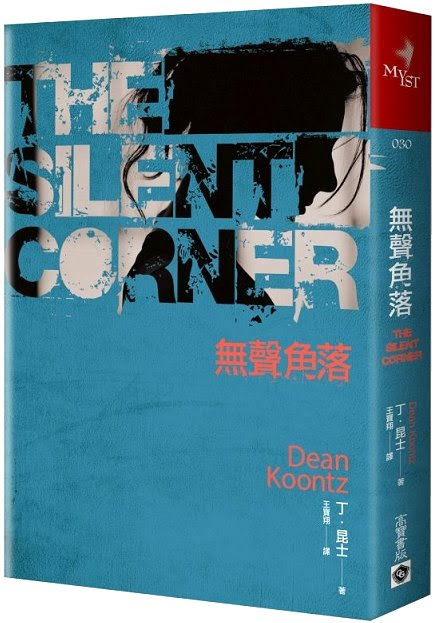 THE
SILENT
CORNER
無聲角落
Dean
Koontz
丁·昆士——著
王寶翔——譯
MYST
030
無聲角落
THE
SILENT
CORNER
Dean Koontz
丁·昆士——著
王寶翔——譯
高寶書版